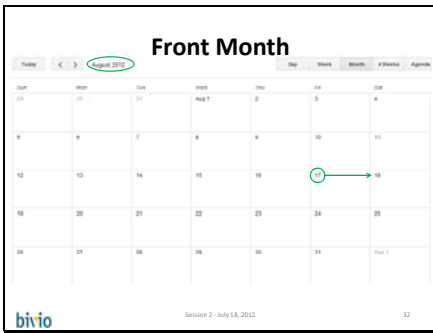 Front Month
Today < > August 2012 Day Week Month 4 Weeks Agenda
Sun Mon Tue Wed Thu Fri Sat
29 30 31 Aug 1 2 3 4
5 6 7 8 9 10 11
12 13 14 15 16 17 18
19 20 21 22 23 24 25
26 27 28 29 30 31 Sep 1
bivio Session 2 - July 18, 2012 32